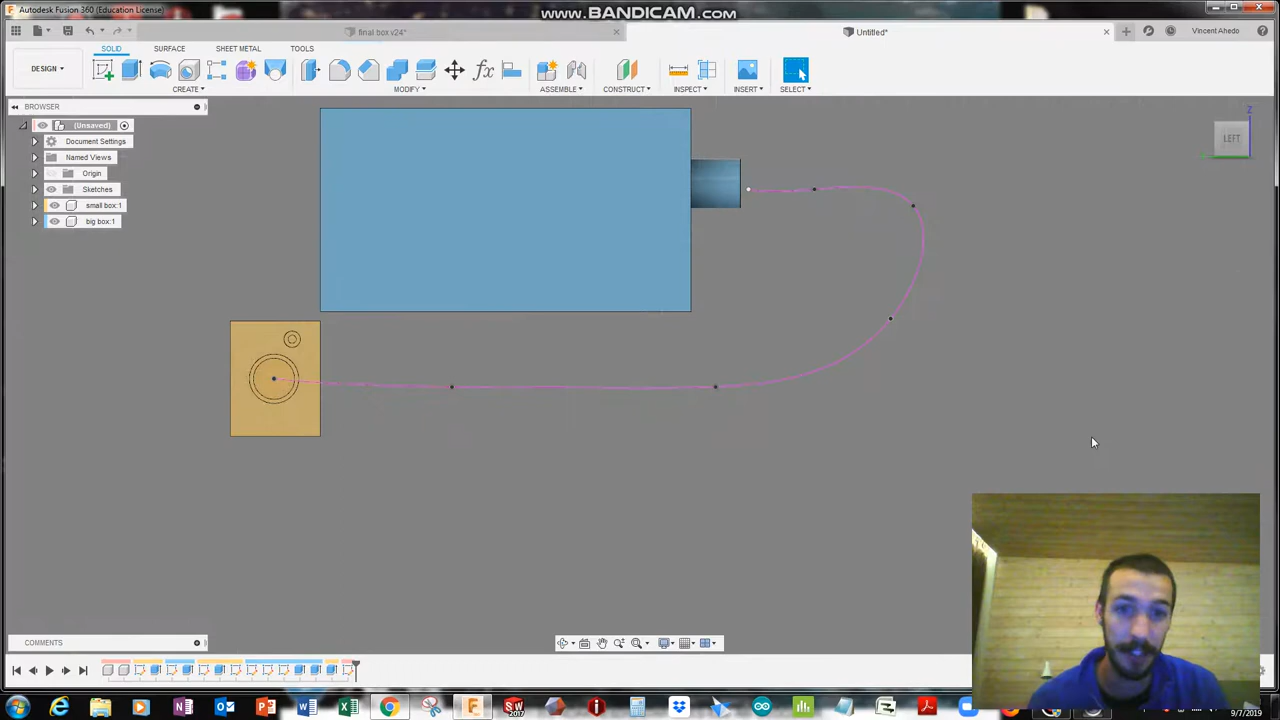 Autodesk Fusion 360 (Education License)
www.BANDICAM.com
final box v24*
Untitled*
Vincent Ahedo
DESIGN
SOLID
SURFACE
SHEET METAL
TOOLS
CREATE
MODIFY
ASSEMBLE
CONSTRUCT
INSPECT
INSERT
SELECT
BROWSER
(Unsaved)
Document Settings
Named Views
Origin
Sketches
small box:1
big box:1
Z
LEFT
COMMENTS
SW
2017
9/7/2019